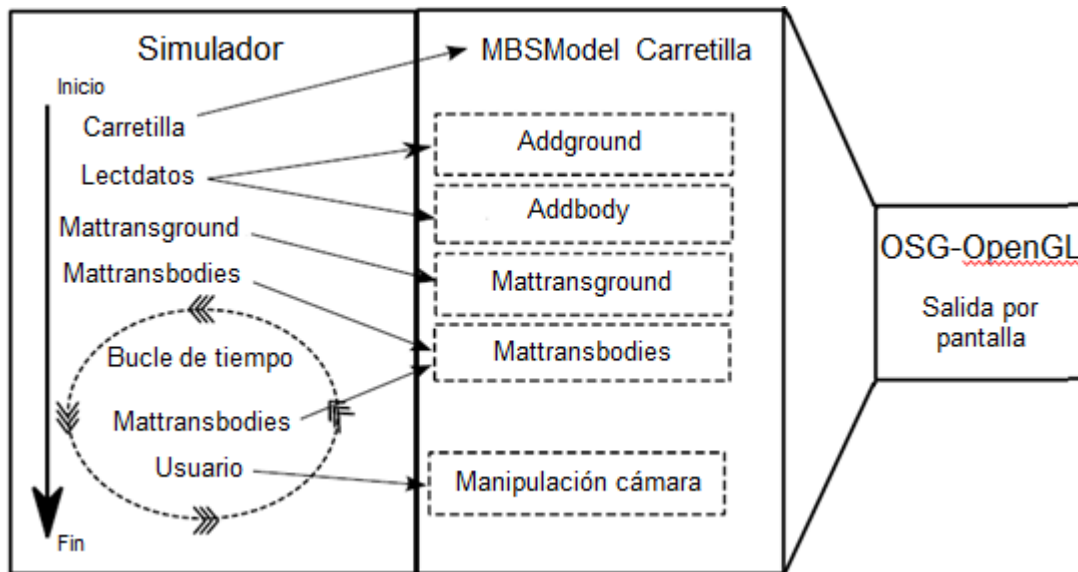 Simulador
Inicio
Carretilla
Lectdatos
Mattransground
Mattransbodies
Bucle de tiempo
Mattransbodies
Usuario
Fin
MBSModel Carretilla
Addground
Addbody
Mattransground
Mattransbodies
Manipulación cámara
OSG-OpenGL
Salida por
pantalla